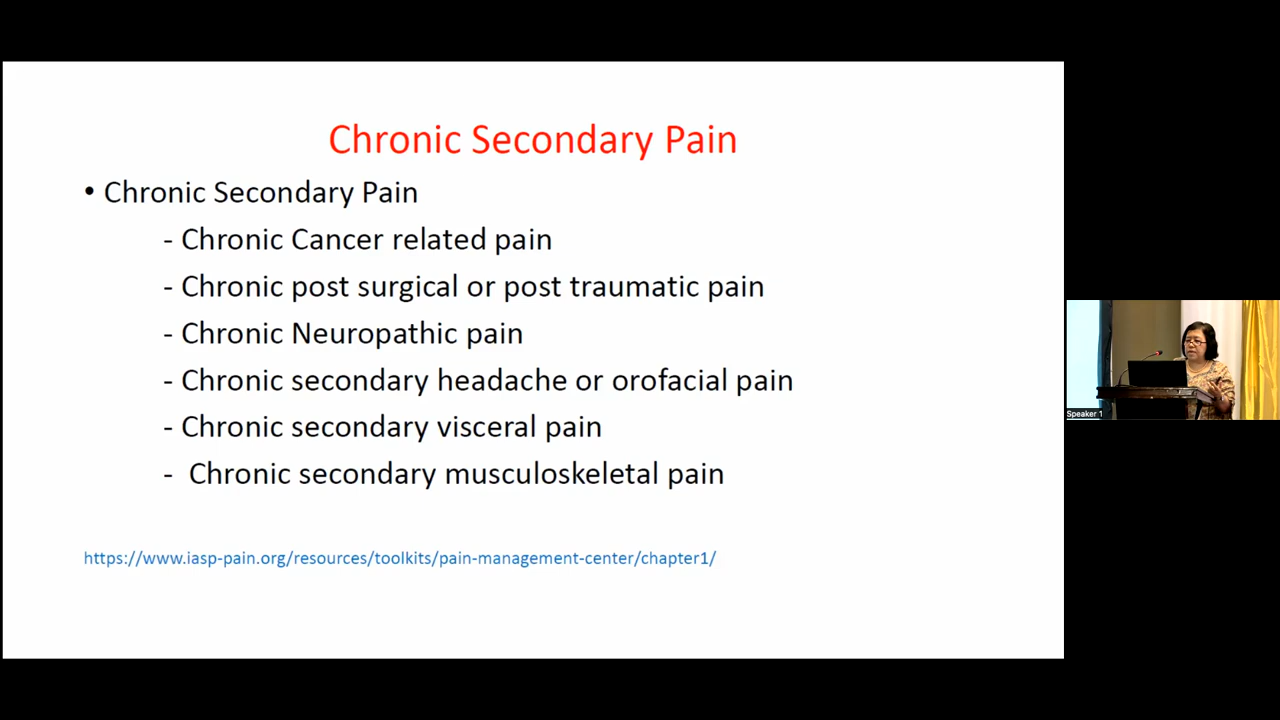 Chronic Secondary Pain
• Chronic Secondary Pain
- Chronic Cancer related pain
- Chronic post surgical or post traumatic pain
- Chronic Neuropathic pain
- Chronic secondary headache or orofacial pain
- Chronic secondary visceral pain
- Chronic secondary musculoskeletal pain
https://www.iasp-pain.org/resources/toolkits/pain-management-center/chapter1/
Speaker 1